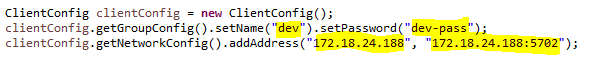 ClientConfig clientConfig = new ClientConfig();
clientConfig.getGroupConfig().setName("dev").setPassword("dev-pass");
clientConfig.getNetworkConfig().addAddress("172.18.24.188", "172.18.24.188:5702");